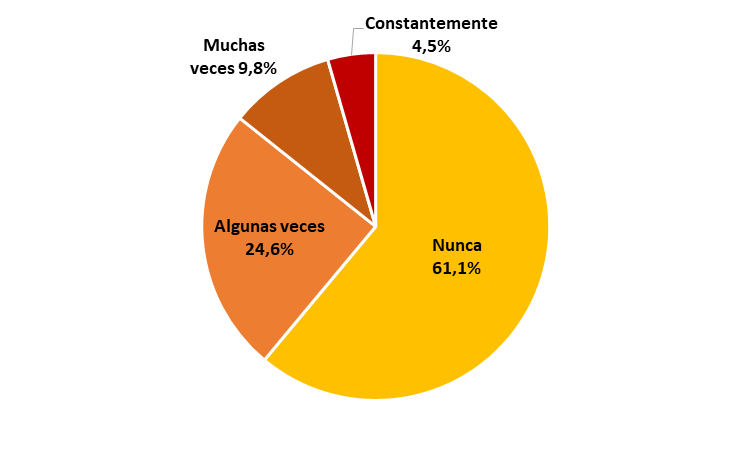 Constantemente
4,5%
Muchas
veces 9,8%
Algunas veces
24,6%
Nunca
61,1%